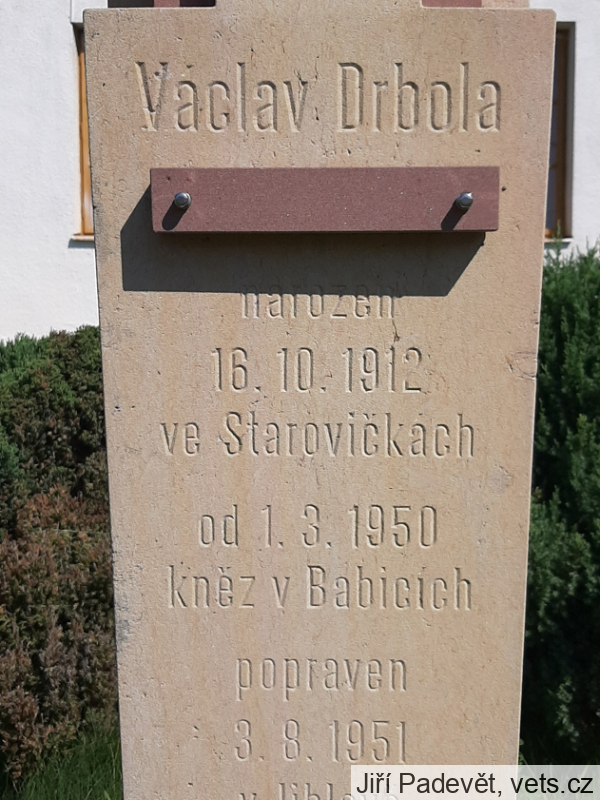 Václav Drbola
narozen
16. 10. 1912
ve Starovičkách
od 1. 3. 1950
kněz v Babicích
popraven
3. 8. 1951
v
Jiří Padevět, vets.cz